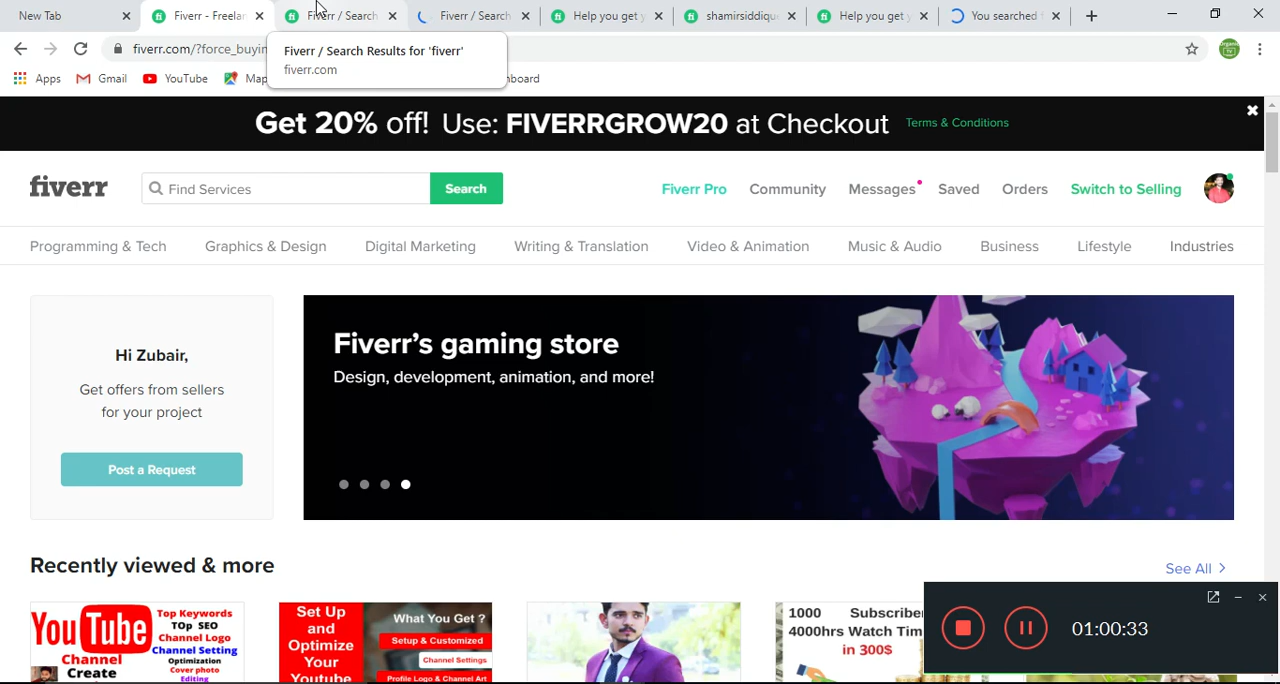 New Tab
Fiverr - Freelan
Fiverr / Search
Fiverr / Search
Help you get y
shamirsiddique
Help you get y
You searched f
fiverr.com/?force_buyin
Fiverr / Search Results for 'fiverr'
fiverr.com
Apps
Gmail
YouTube
Map
board
Get 20% off! Use: FIVERRGROW20 at Checkout
Terms & Conditions
fiverr
Find Services
Search
Fiverr Pro
Community
Messages
Saved
Orders
Switch to Selling
Programming & Tech
Graphics & Design
Digital Marketing
Writing & Translation
Video & Animation
Music & Audio
Business
Lifestyle
Industries
Hi Zubair,
Get offers from sellers
for your project
Post a Request
Fiverr's gaming store
Design, development, animation, and more!
Recently viewed & more
See All
YouTube
Channel
Create
Top Keywords
TOp SEO
Channel Logo
Channel Setting
Optimization
Cover photo
Editing
Set Up
and
Optimize
Your
Youtube
What You Get ?
Setup & Customized
Channel Settings
Profile Logo & Channel Art
1000 Subscriber
4000hrs Watch Tim
in 300$
01:00:33